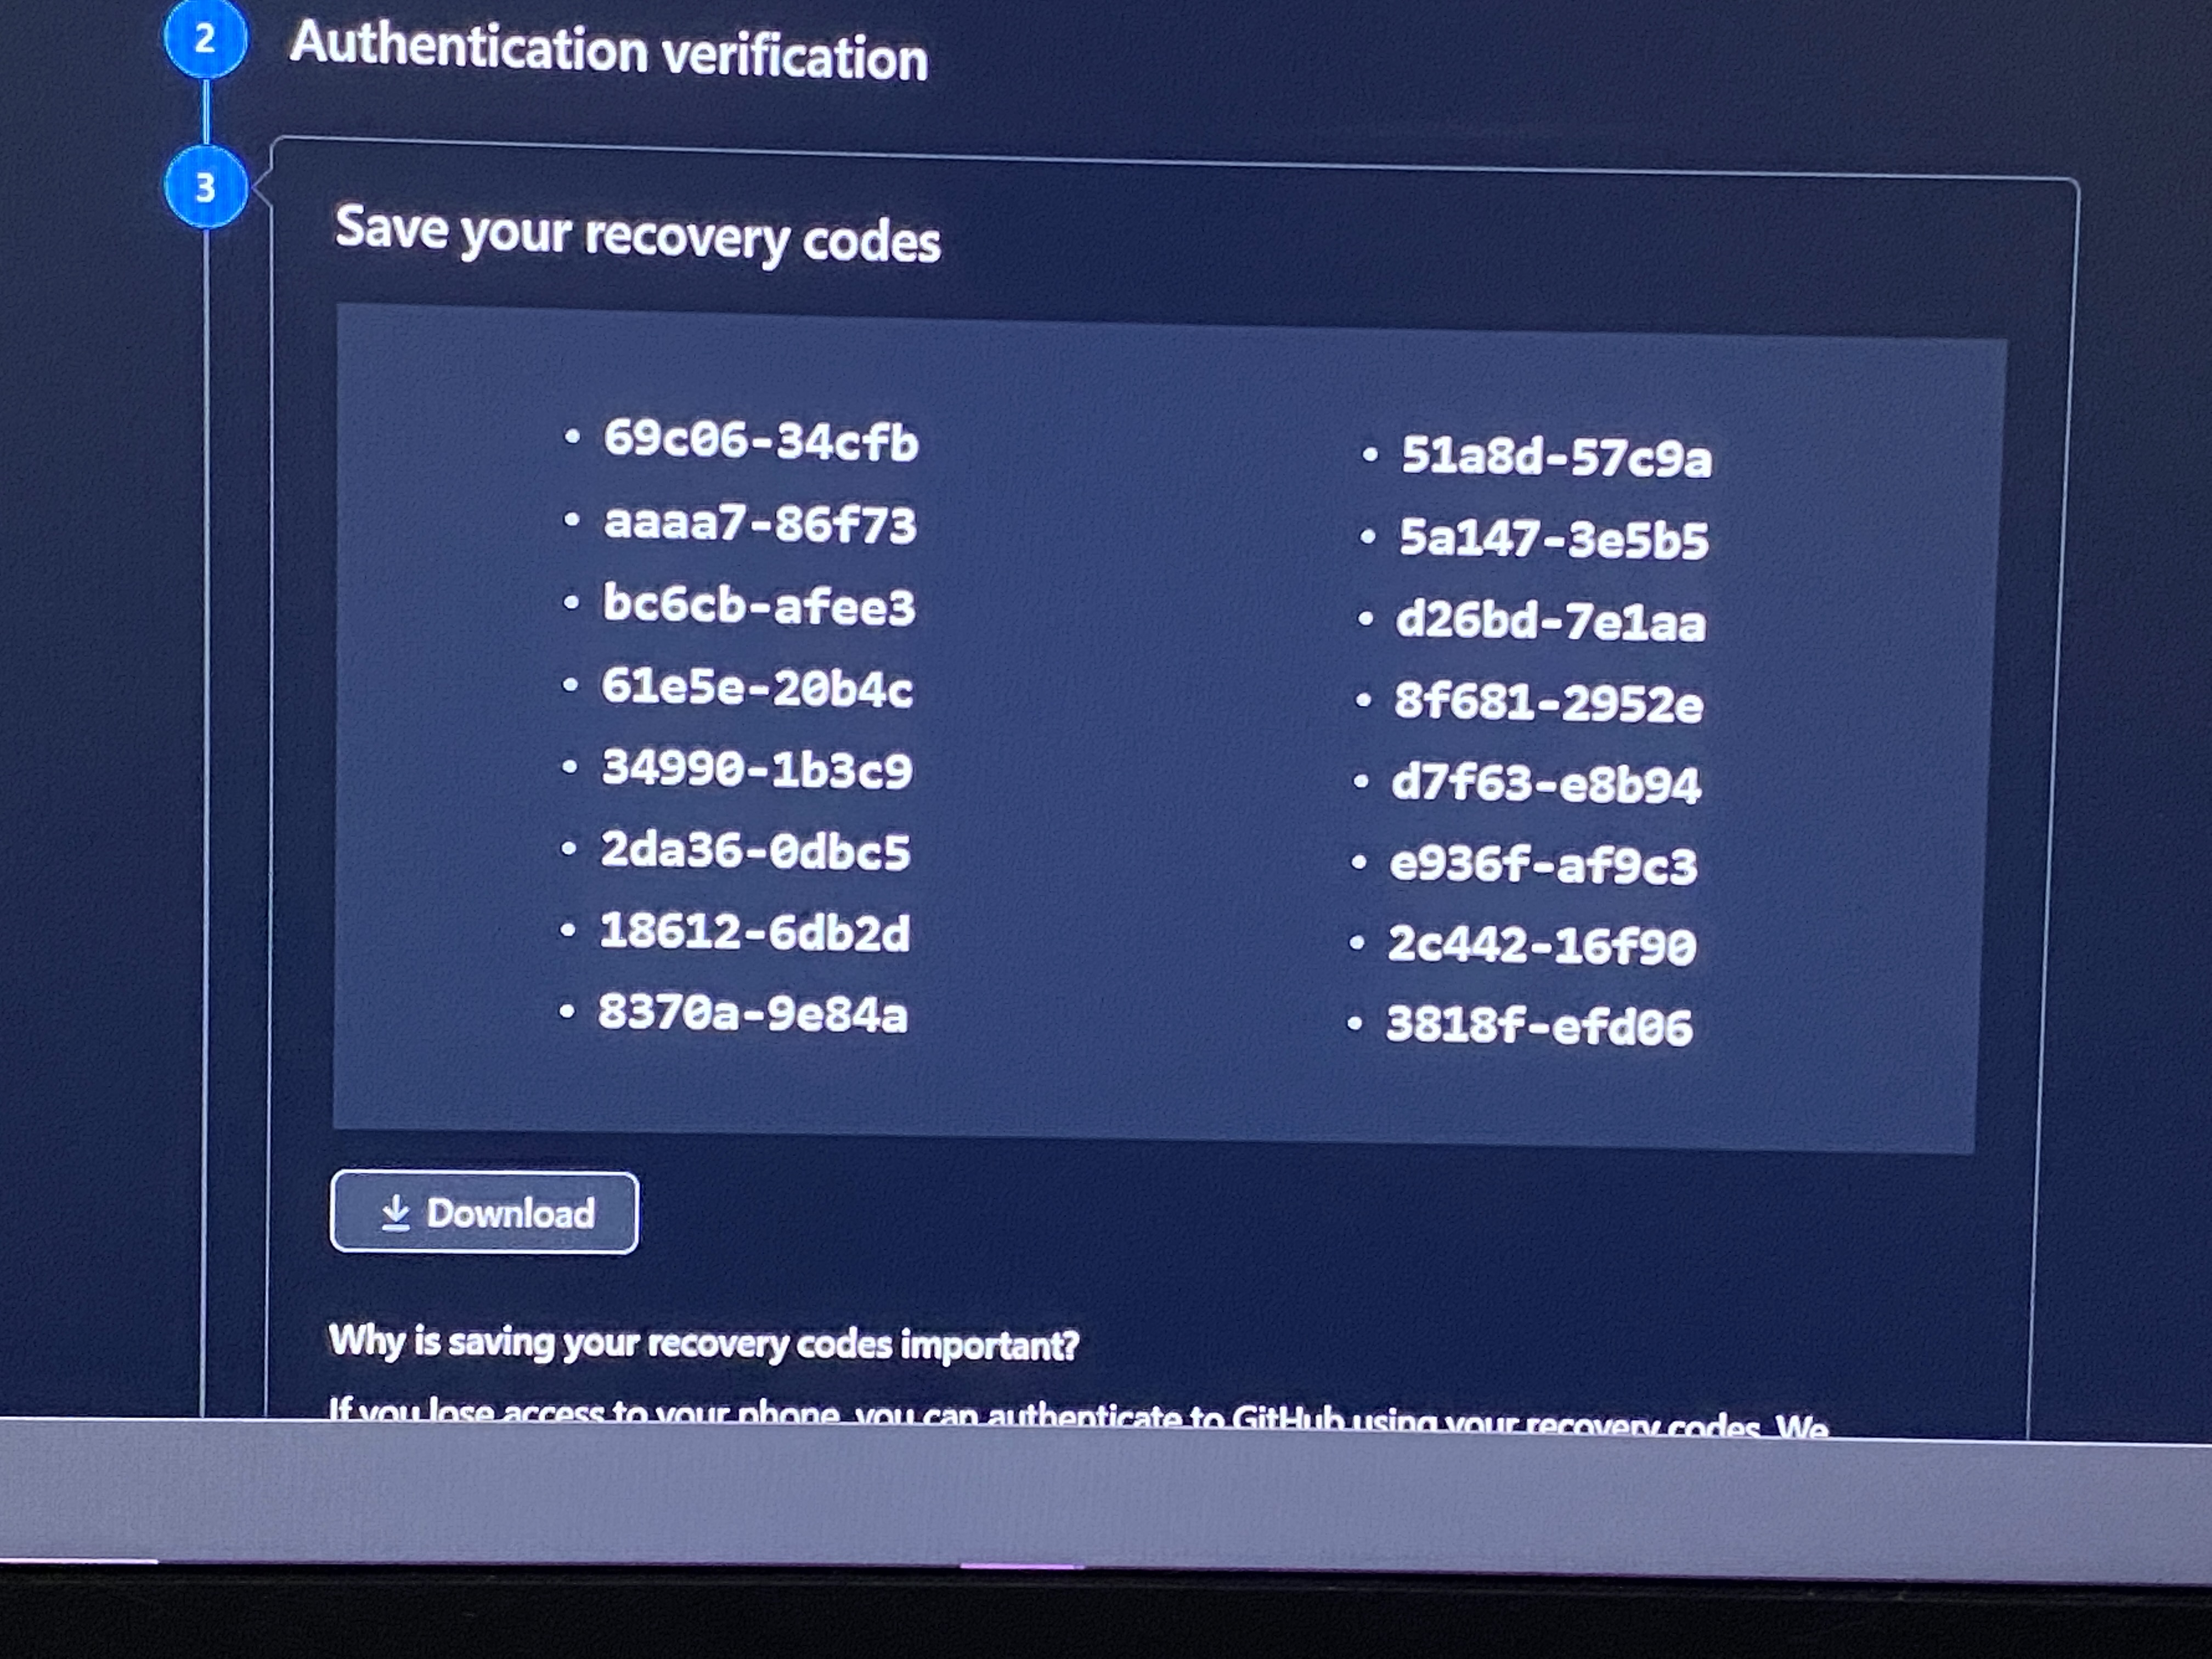 2 Authentication verification
3
Save your recovery codes
69c06-34cfb
aaaa7-86f73
bc6cb-afee3
61e5e-20b4c
34990-1b3c9
2da36-0dbc5
18612-6db2d
8370a-9e84a
51a8d-57c9a
5a147-3e5b5
d26bd-7e1aa
8f681-2952e
d7f63-e8b94
e936f-af9c3
2c442-16f90
3818f-efd06
Download
Why is saving your recovery codes important?
If you lose access to your phone, you can authenticate to GitHub using your recovery codes. We